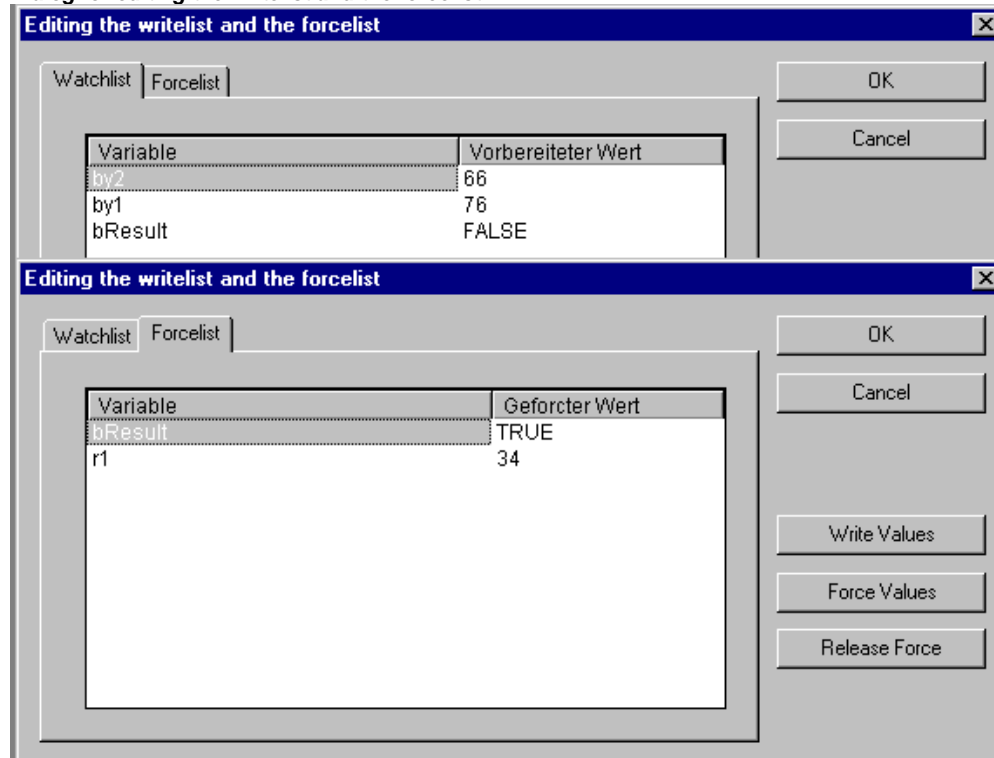 Editing the writelist and the forcelist
Watchlist Forcelist
OK
Cancel
Variable Vorbereiteter Wert
by2 66
by1 76
bResult FALSE
Editing the writelist and the forcelist
Watchlist Forcelist
OK
Cancel
Variable Geforcter Wert
bResult TRUE
r1 34
Write Values
Force Values
Release Force